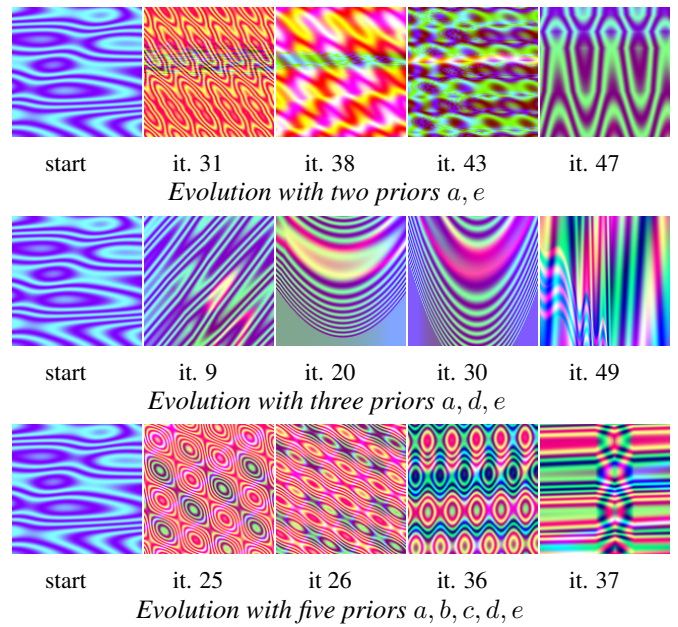 start it. 31 it. 38 it. 43 it. 47
Evolution with two priors a, e
start it. 9 it. 20 it. 30 it. 49
Evolution with three priors a, d, e
start it. 25 it 26 it. 36 it. 37
Evolution with five priors a, b, c, d, e